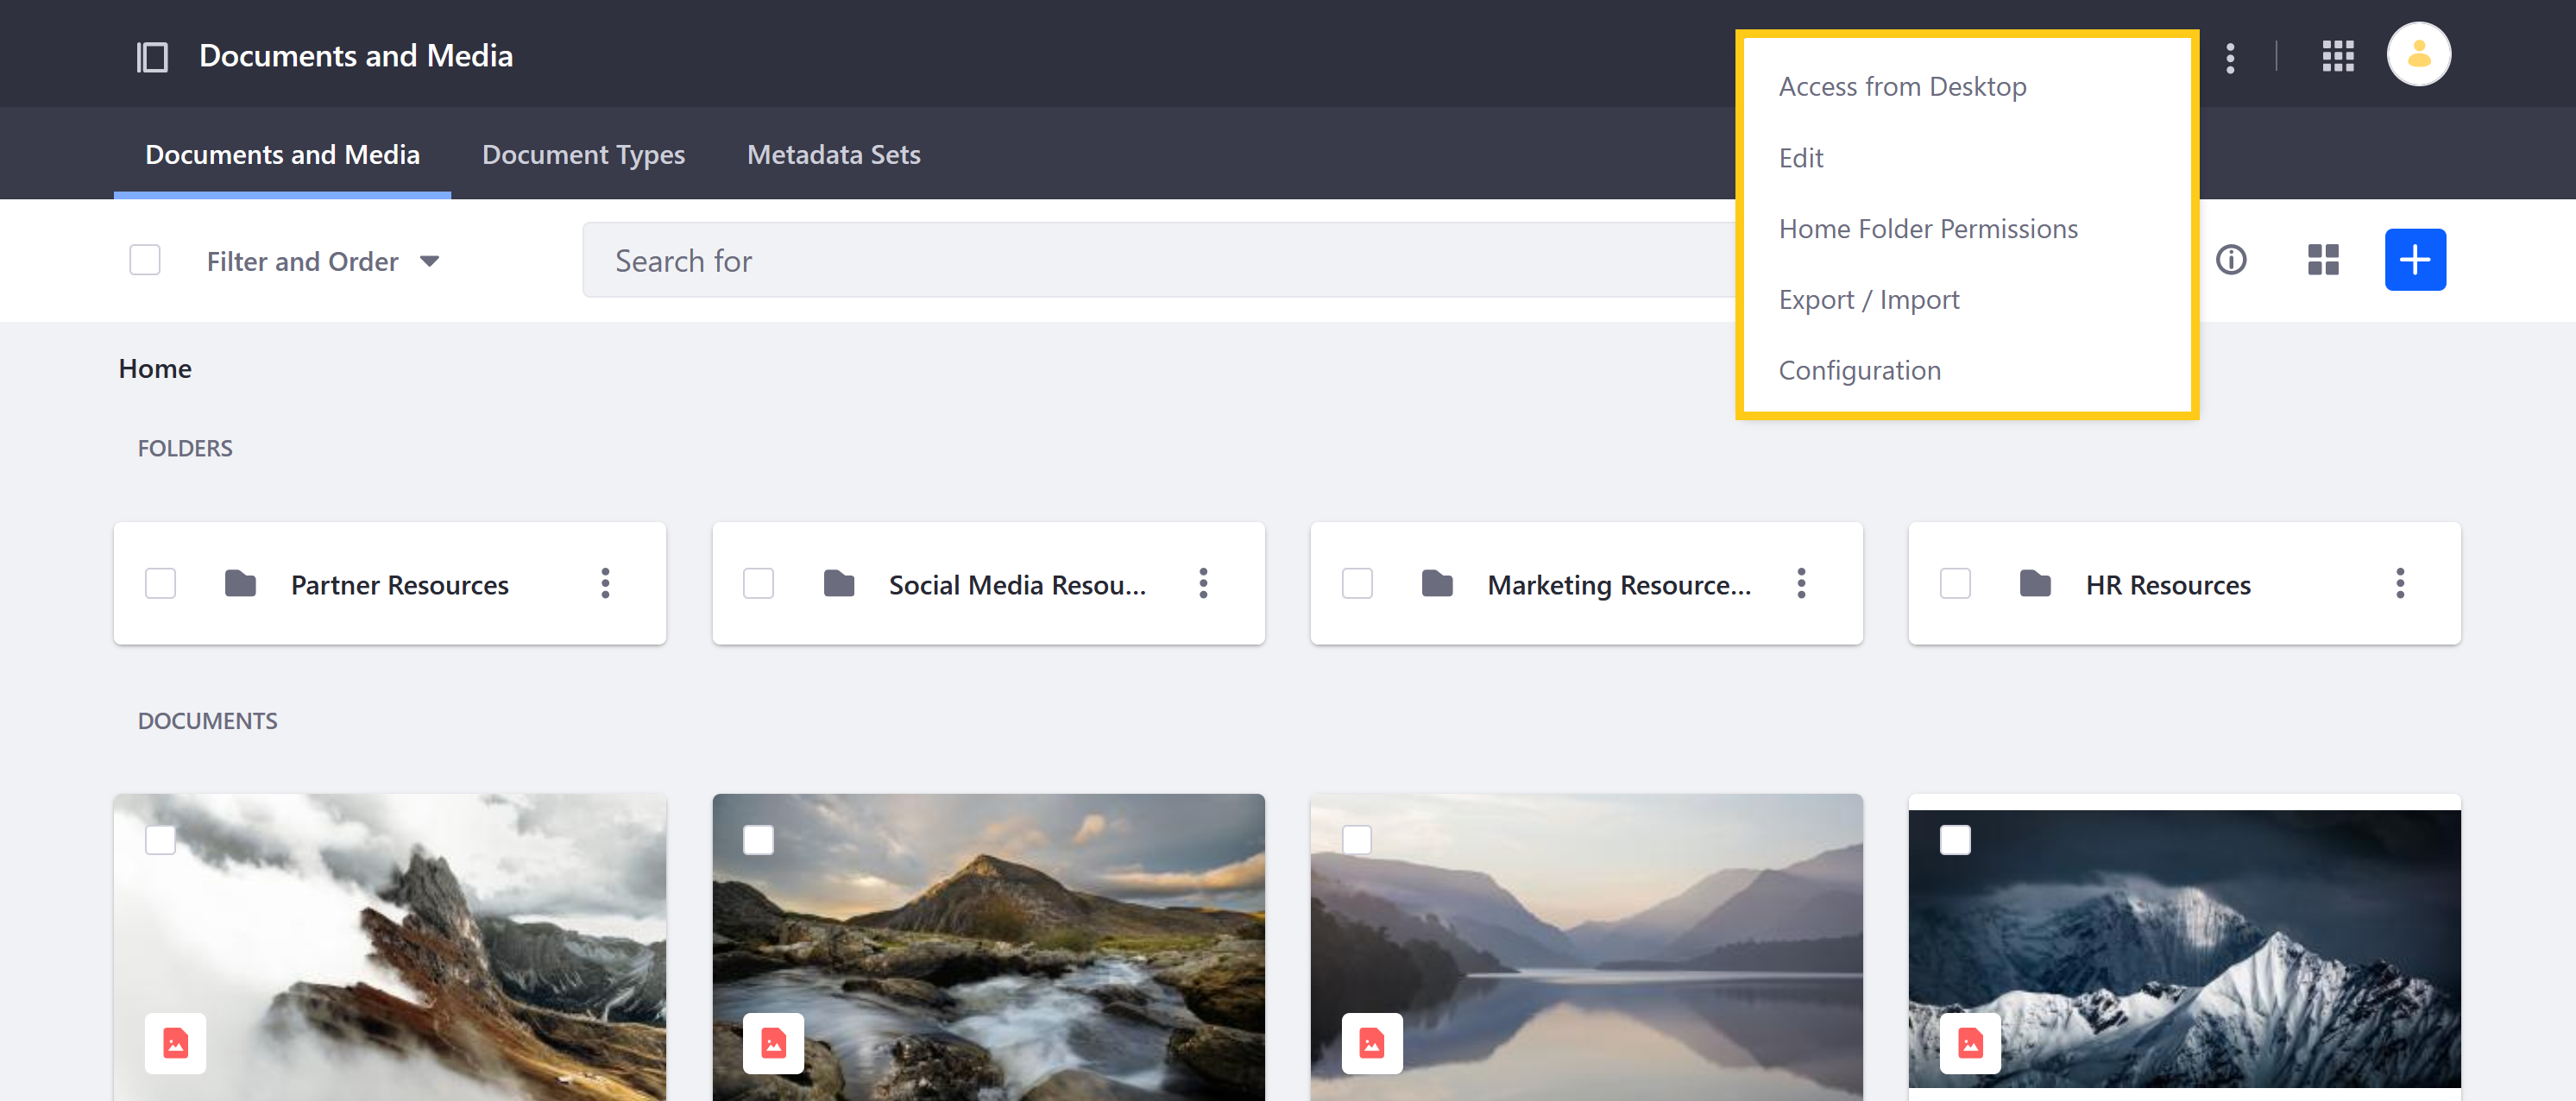 Documents and Media
Access from Desktop
Edit
Home Folder Permissions
Export / Import
Configuration
Documents and Media
Document Types
Metadata Sets
Filter and Order
Search for
Home
FOLDERS
Partner Resources
Social Media Resou...
Marketing Resource...
HR Resources
DOCUMENTS